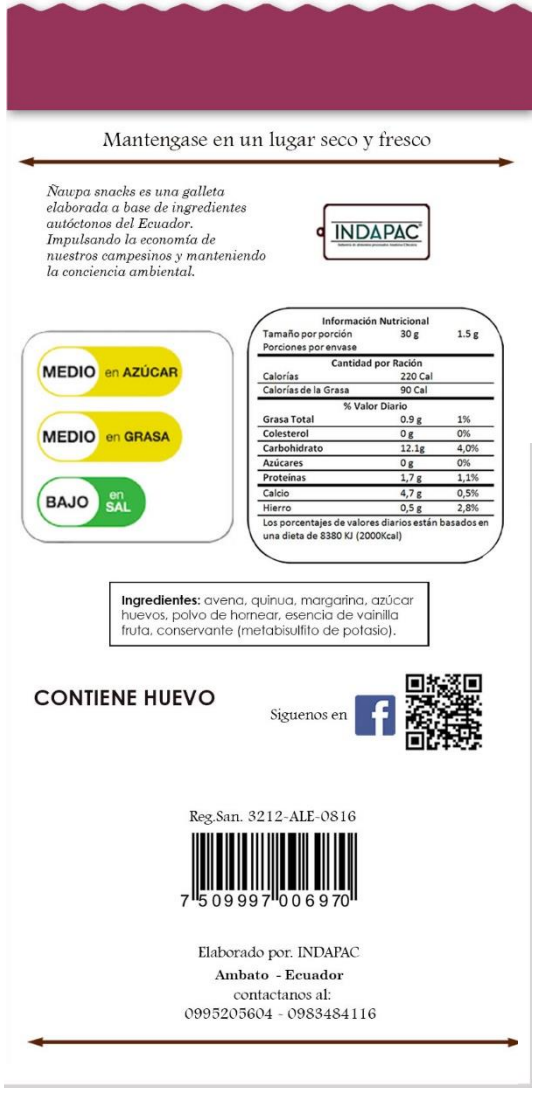 Mantengase en un lugar seco y fresco
Ñawpa snacks es una galleta
elaborada a base de ingredientes
autóctonos del Ecuador.
Impulsando la economía de
nuestros campesinos y manteniendo
la conciencia ambiental.
INDAPAC
MEDIO en AZÚCAR
MEDIO en GRASA
BAJO en SAL
Información Nutricional
Tamaño por porción 30 g 1.5 g
Porciones por envase
Cantidad por Ración
Calorías 220 Cal
Calorías de la Grasa 90 Cal
% Valor Diario
Grasa Total 0.9 g 1%
Colesterol 0 g 0%
Carbohidrato 12.1g 4,0%
Azúcares 0 g 0%
Proteínas 1,7 g 1,1%
Calcio 4,7 g 0,5%
Hierro 0,5 g 2,8%
Los porcentajes de valores diarios están basados en
una dieta de 8380 KJ (2000Kcal)
Ingredientes: avena, quinua, margarina, azúcar
huevos, polvo de hornear, esencia de vainilla
fruta, conservante (metabisulfito de potasio).
CONTIENE HUEVO
Siguenos en f
Reg.San. 3212-ALE-0816
7 509997 006970
Elaborado por. INDAPAC
Ambato - Ecuador
contactanos al:
0995205604 - 0983484116